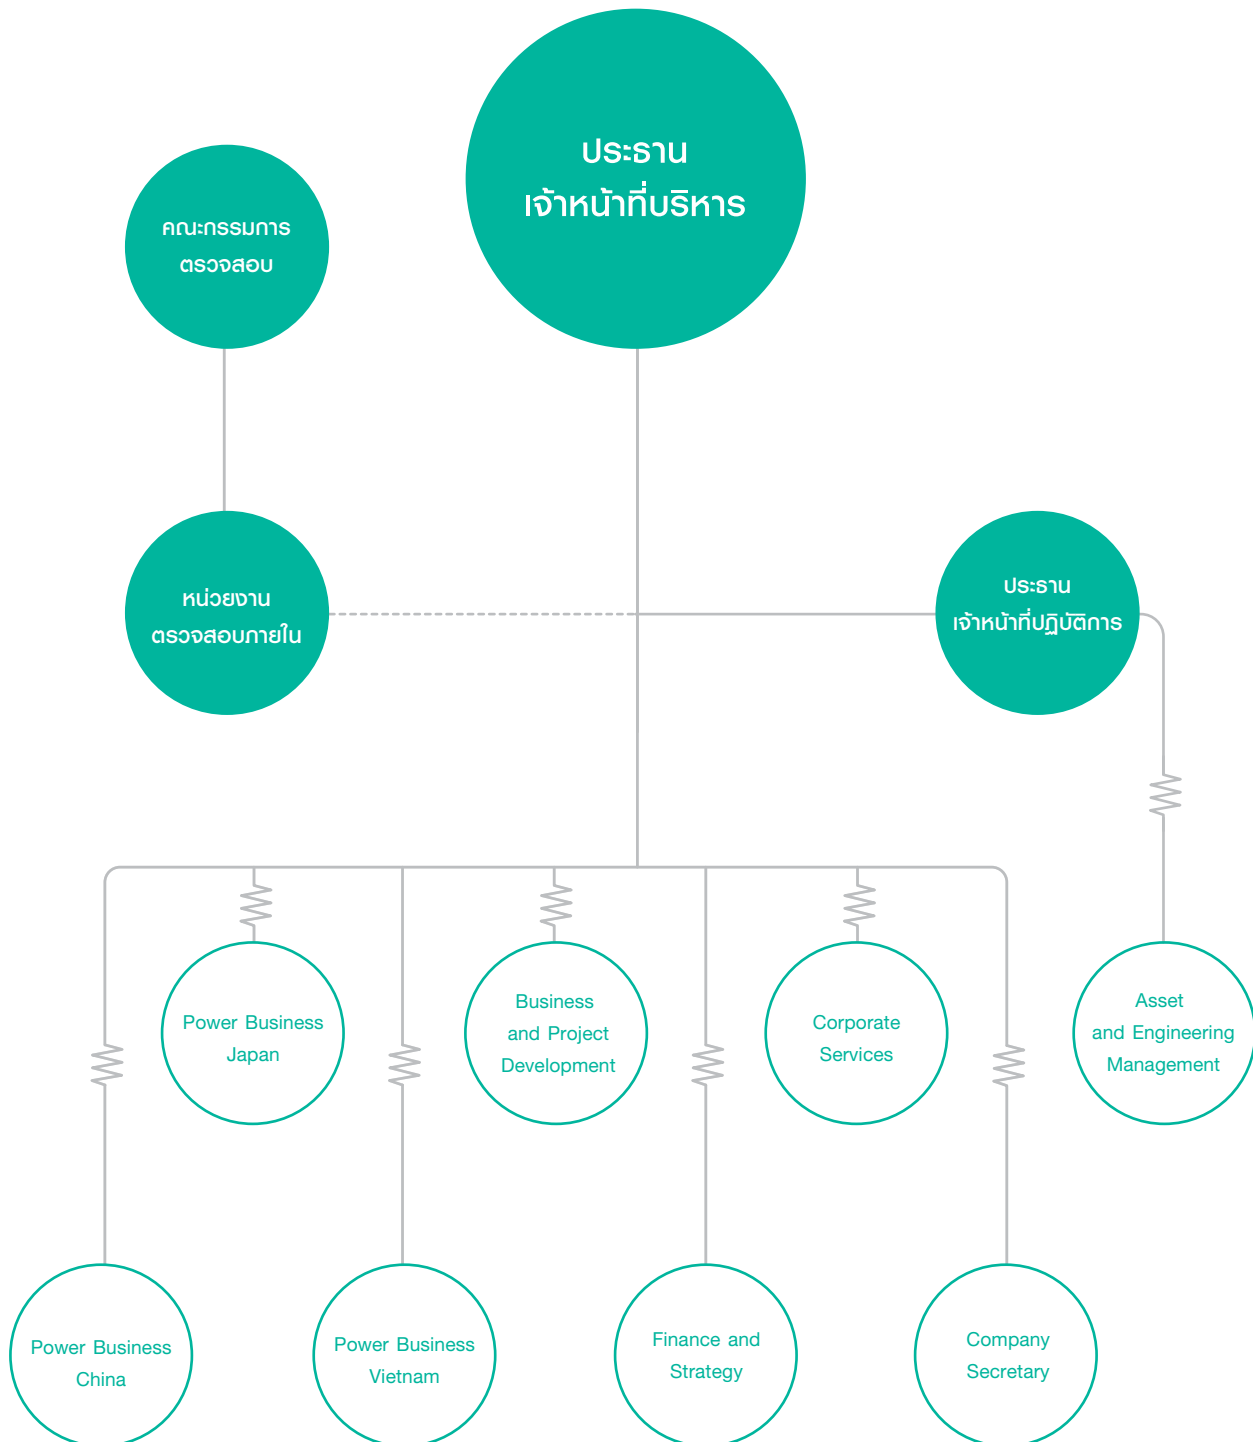 ประธาน
เจ้าหน้าที่บริหาร
คณะกรรมการ
ตรวจสอบ
หน่วยงาน
ตรวจสอบภายใน
ประธาน
เจ้าหน้าที่ปฏิบัติการ
Power Business
Japan
Business
and Project
Development
Corporate
Services
Asset
and Engineering
Management
Power Business
China
Power Business
Vietnam
Finance and
Strategy
Company
Secretary